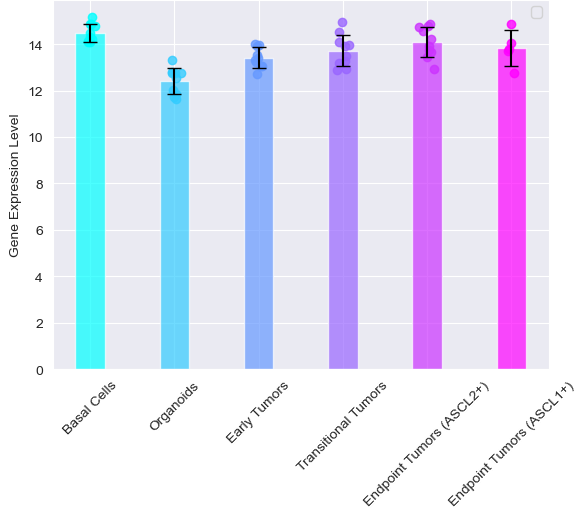 Gene Expression Level
14
12
10
8
6
4
2
0
Basal Cells
Organoids
Early Tumors
Transitional Tumors
Endpoint Tumors (ASCL2+)
Endpoint Tumors (ASCL1+)